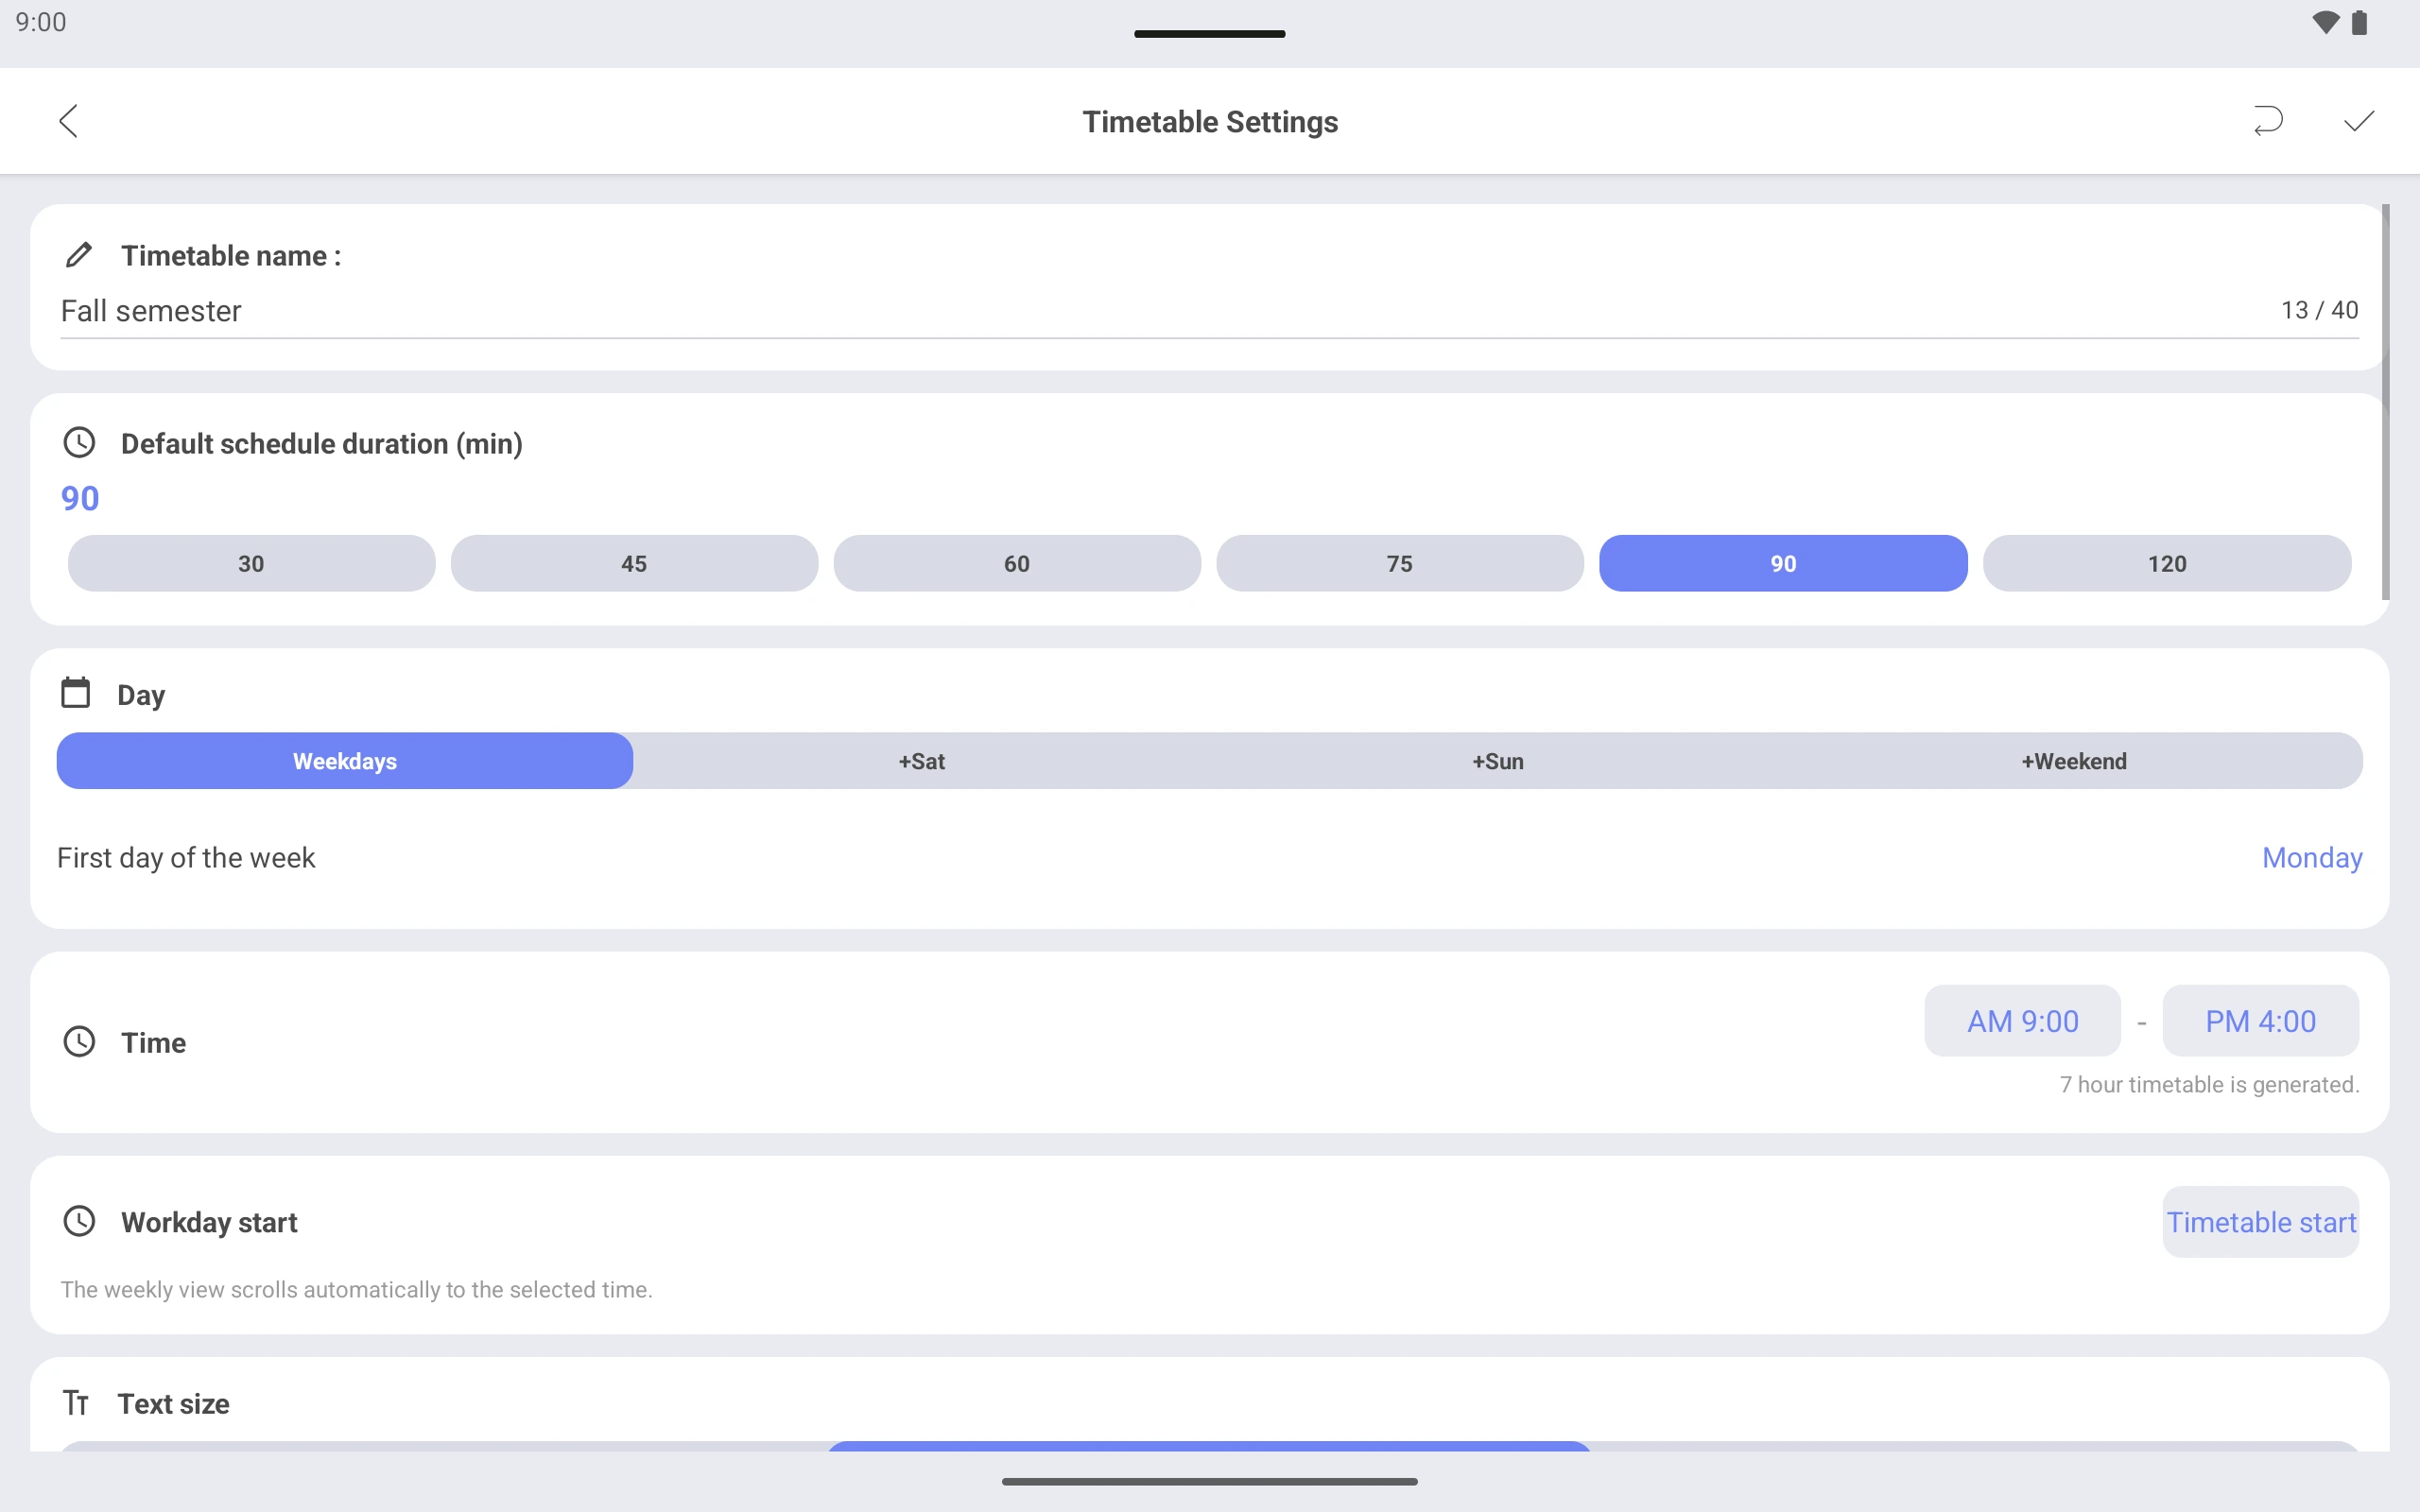 9:00
Timetable Settings
Timetable name :
Fall semester
13 / 40
Default schedule duration (min)
90
30 45 60 75 90 120
Day
Weekdays +Sat +Sun +Weekend
First day of the week Monday
AM 9:00 - PM 4:00
Time
7 hour timetable is generated.
Workday start Timetable start
The weekly view scrolls automatically to the selected time.
Text size